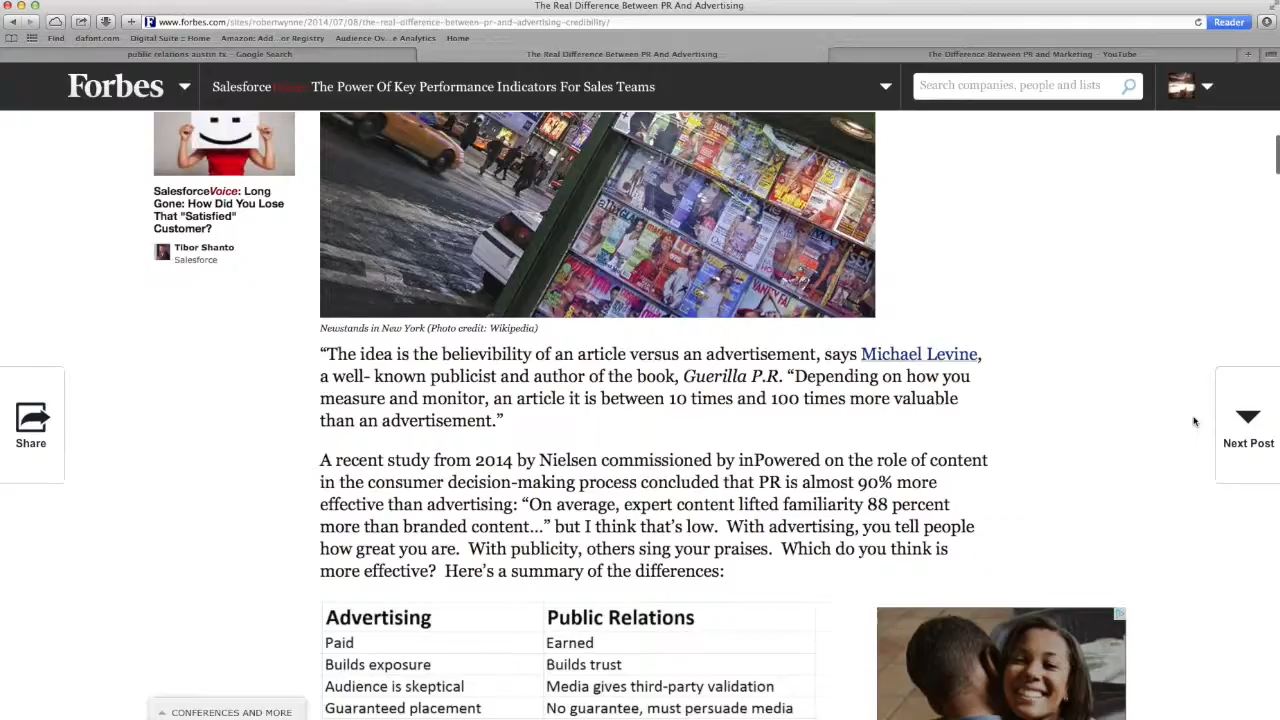 The Real Difference Between PR And Advertising
www.forbes.com/sites/robertwynne/2014/07/08/the-real-difference-between-pr-and-advertising-credibility/
Reader
Find dafont.com Digital Suite :: Home Amazon: Add...or Registry Audience Ov...e Analytics Home
public relations austin tx – Google Search
The Real Difference Between PR And Advertising
The Difference Between PR and Marketing – YouTube
Forbes
SalesforceVoice: The Power Of Key Performance Indicators For Sales Teams
Search companies, people and lists
SalesforceVoice: Long
Gone: How Did You Lose
That "Satisfied"
Customer?
Tibor Shanto
Salesforce
Newstands in New York (Photo credit: Wikipedia)
“The idea is the believibility of an article versus an advertisement, says Michael Levine,
a well- known publicist and author of the book, Guerilla P.R. “Depending on how you
measure and monitor, an article it is between 10 times and 100 times more valuable
than an advertisement.”
A recent study from 2014 by Nielsen commissioned by inPowered on the role of content
in the consumer decision-making process concluded that PR is almost 90% more
effective than advertising: “On average, expert content lifted familiarity 88 percent
more than branded content…” but I think that’s low.  With advertising, you tell people
how great you are.  With publicity, others sing your praises.  Which do you think is
more effective?  Here’s a summary of the differences:
Share
Next Post
Advertising Public Relations
Paid Earned
Builds exposure Builds trust
Audience is skeptical Media gives third-party validation
Guaranteed placement No guarantee, must persuade media
CONFERENCES AND MORE